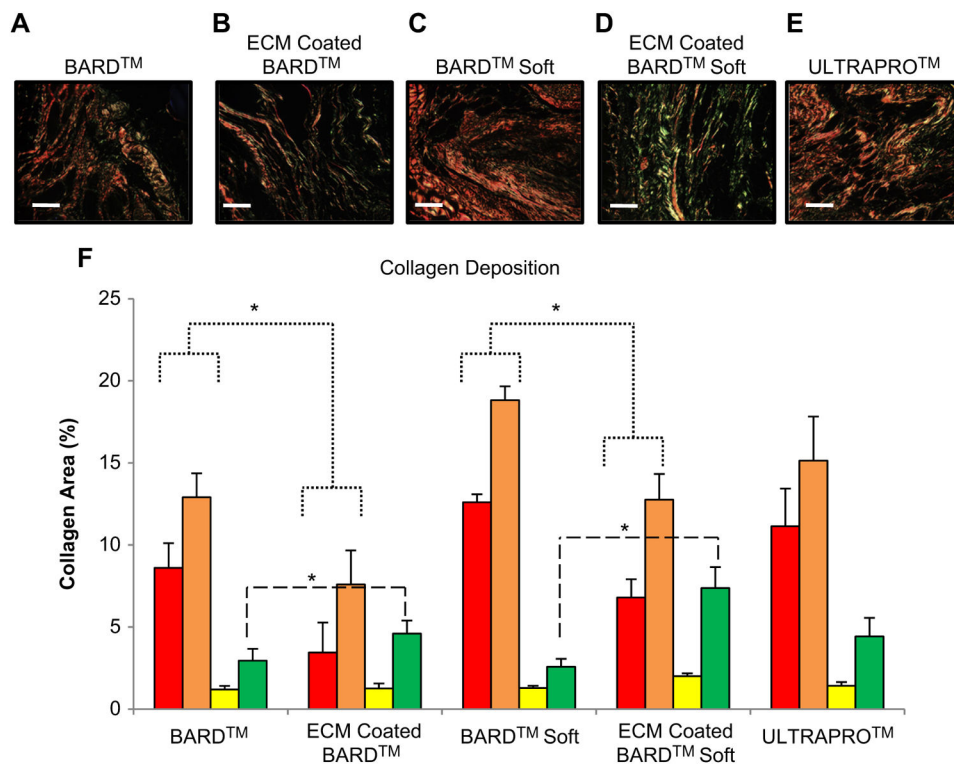 A
B
C
D
E
BARD™
ECM Coated
BARD™
BARD™ Soft
ECM Coated
BARD™ Soft
ULTRAPRO™
F
Collagen Deposition
Collagen Area (%)
25
20
15
10
5
0
*
*
*
*
BARD™
ECM Coated
BARD™
BARD™ Soft
ECM Coated
BARD™ Soft
ULTRAPRO™